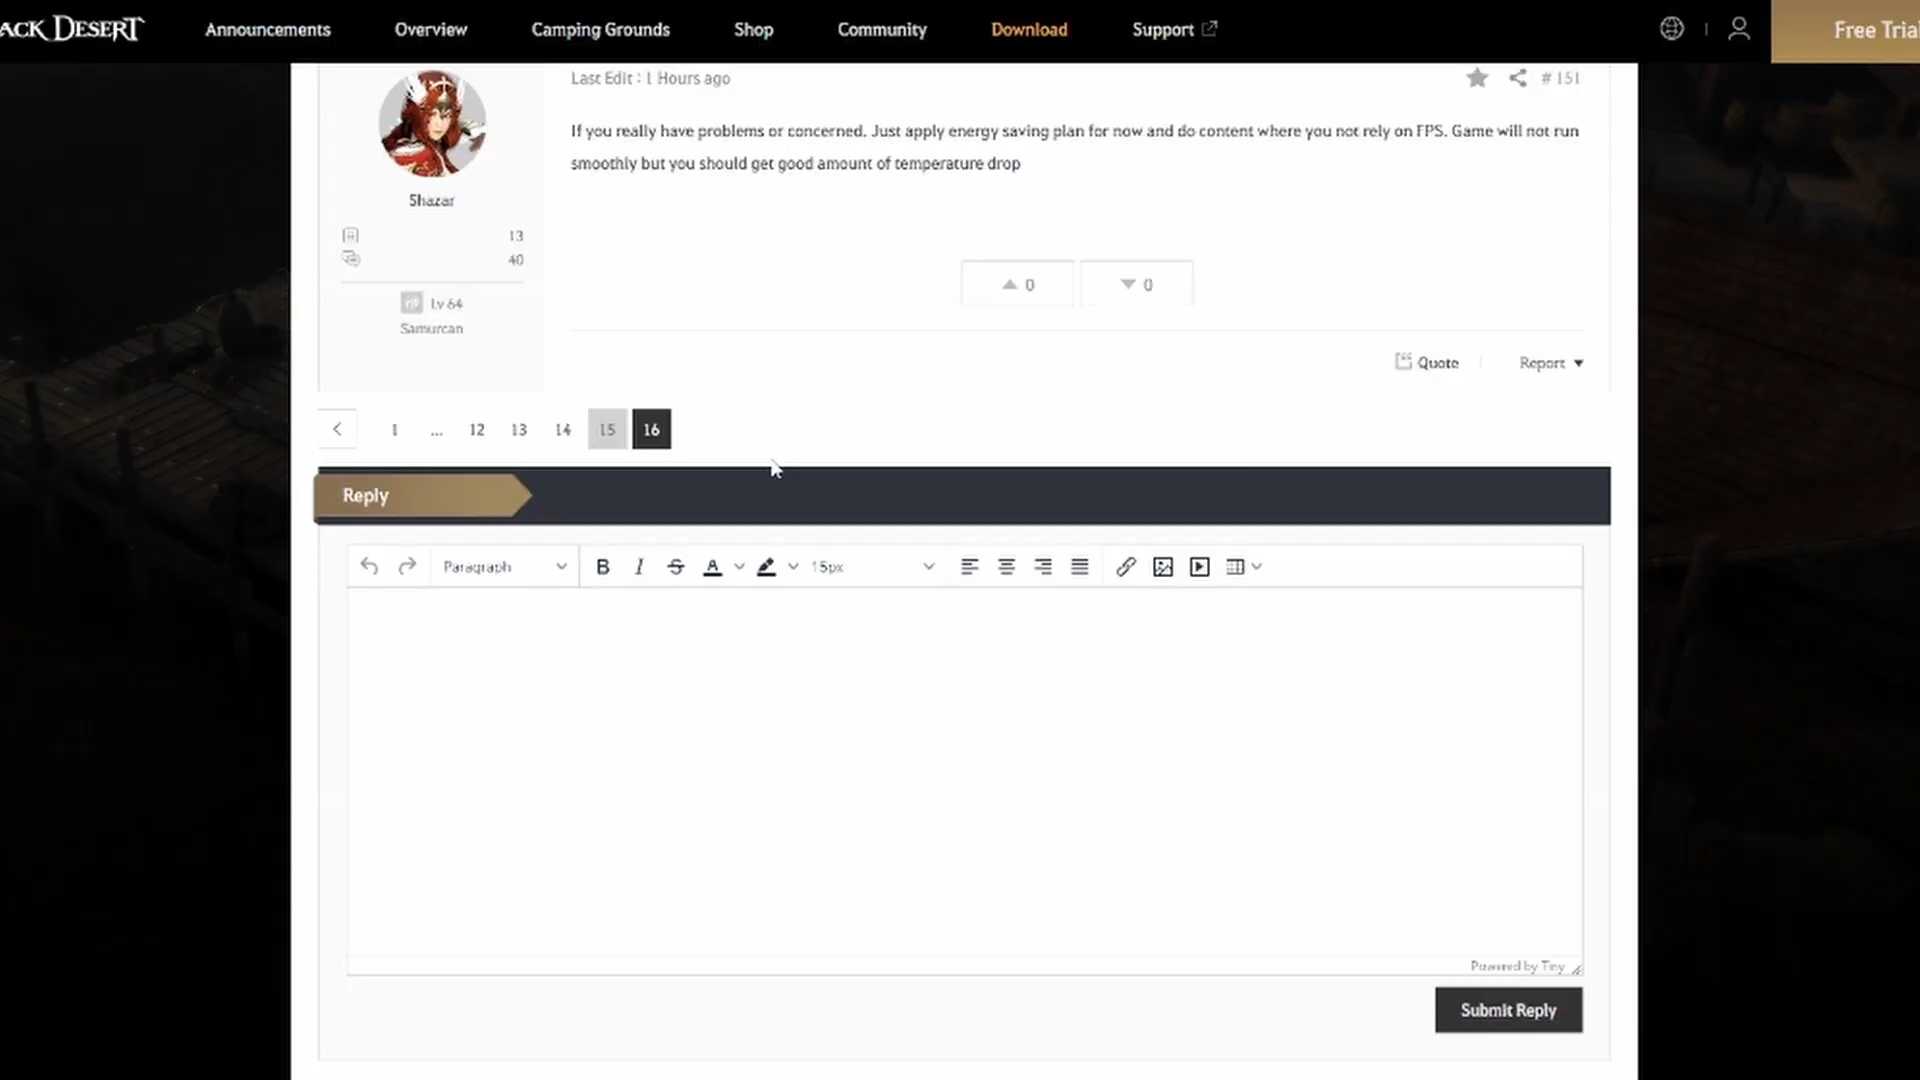 ACK DESERT Announcements Overview Camping Grounds Shop Community Download Support Free Trial
Last Edit : 1 Hours ago # 151
If you really have problems or concerned. Just apply energy saving plan for now and do content where you not rely on FPS. Game will not run
smoothly but you should get good amount of temperature drop
Shazar
13
40
Lv 64
Samurcan
0 0
Quote Report
1 ... 12 13 14 15 16
Reply
Paragraph B I S A 15px
Powered by Tiny
Submit Reply